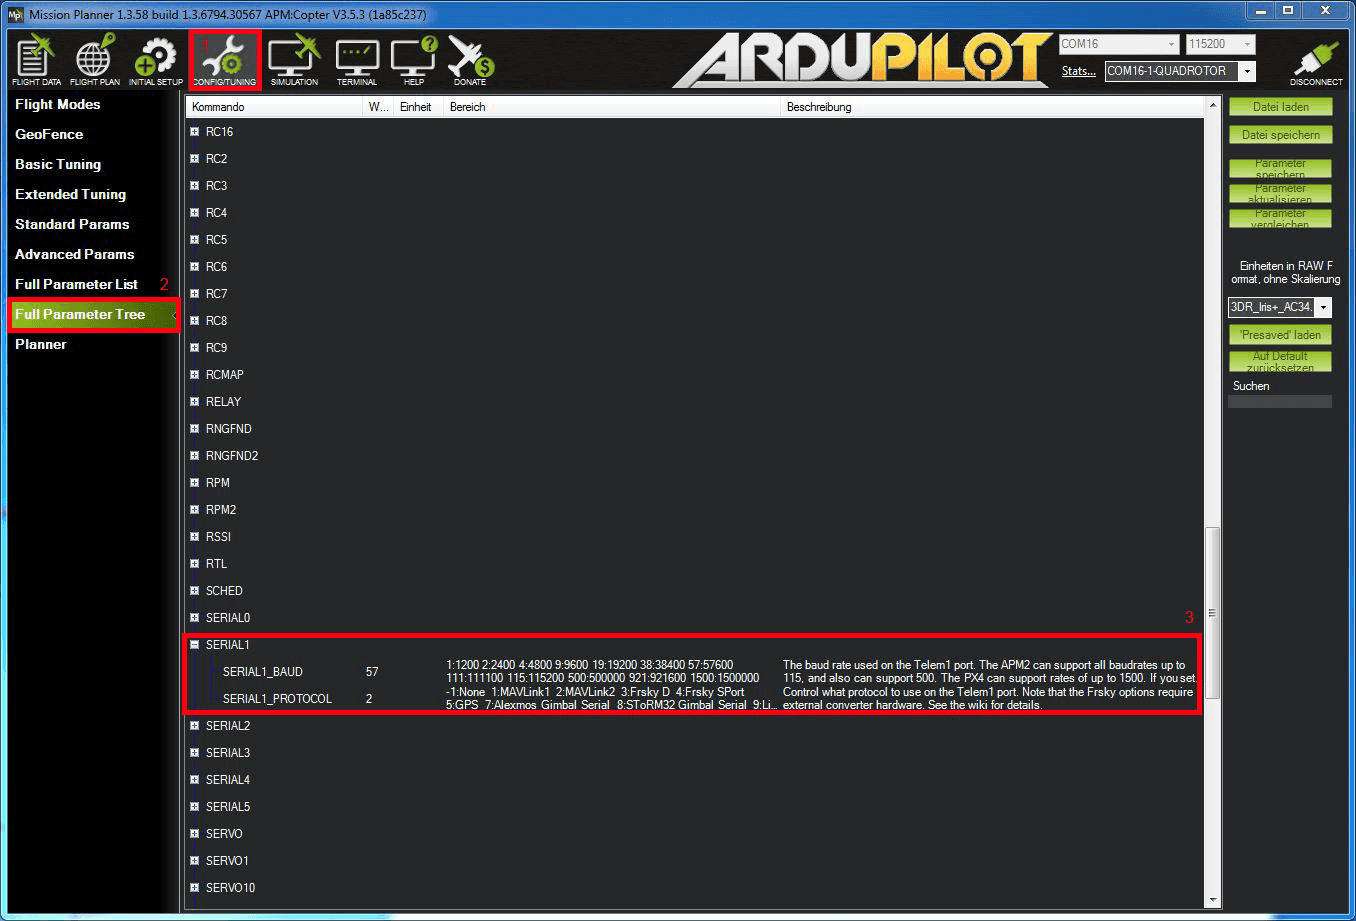 Mission Planner 1.3.58 build 1.3.6794.30567 APM:Copter V3.5.3 (1a85c237)
FLIGHT DATA FLIGHT PLAN INITIAL SETUP CONFIG/TUNING SIMULATION TERMINAL HELP DONATE
1
ARDUPILOT
COM16 115200
Stats... COM16-1-QUADROTOR
DISCONNECT
Flight Modes
GeoFence
Basic Tuning
Extended Tuning
Standard Params
Advanced Params
Full Parameter List 2
Full Parameter Tree
Planner
Kommando W... Einheit Bereich Beschreibung
RC16
RC2
RC3
RC4
RC5
RC6
RC7
RC8
RC9
RCMAP
RELAY
RNGFND
RNGFND2
RPM
RPM2
RSSI
RTL
SCHED
SERIAL0
3
SERIAL1
SERIAL1_BAUD 57 1:1200 2:2400 4:4800 9:9600 19:19200 38:38400 57:57600 The baud rate used on the Telem1 port. The APM2 can support all baudrates up to
111:111100 115:115200 500:500000 921:921600 1500:1500000 115, and also can support 500. The PX4 can support rates of up to 1500. If you set
SERIAL1_PROTOCOL 2 -1:None 1:MAVLink1 2:MAVLink2 3:Frsky D 4:Frsky SPort Control what protocol to use on the Telem1 port. Note that the Frsky options require
5:GPS 7:Alexmos Gimbal Serial 8:SToRM32 Gimbal Serial 9:Li... external converter hardware. See the wiki for details.
SERIAL2
SERIAL3
SERIAL4
SERIAL5
SERVO
SERVO1
SERVO10
Datei laden
Datei speichern
Parameter
speichern
Parameter
aktualisieren
Parameter
vergleichen
Einheiten in RAW F
ormat, ohne Skalierung
3DR_Iris+_AC34.
'Presaved' laden
Auf Default
zurücksetzen
Suchen